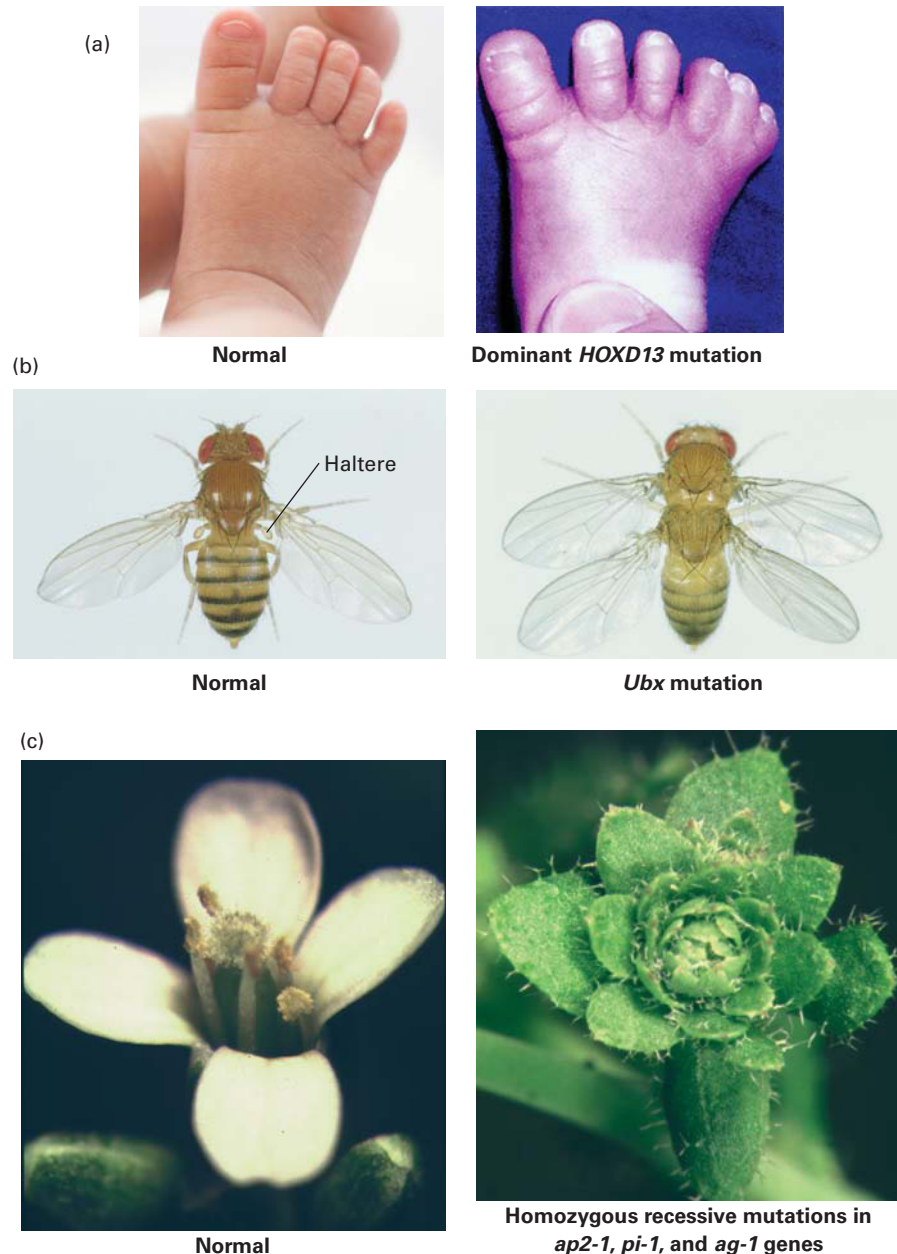 (a)
Normal
Dominant HOXD13 mutation
(b)
Haltere
Normal
Ubx mutation
(c)
Normal
Homozygous recessive mutations in
ap2-1, pi-1, and ag-1 genes